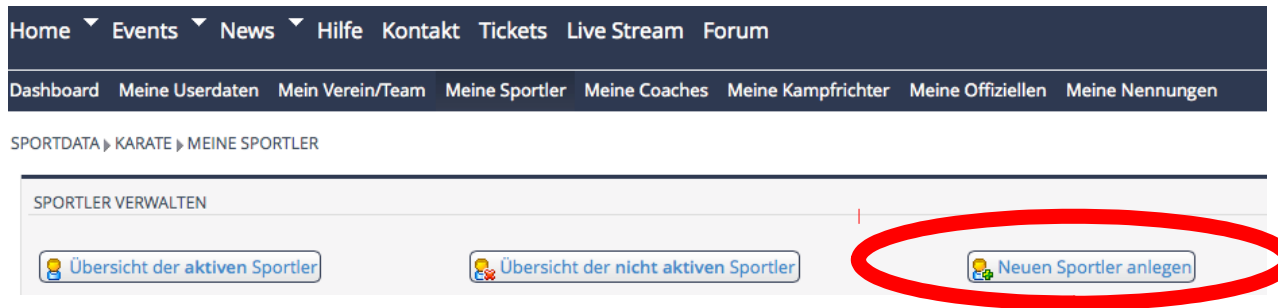 Home Events News Hilfe Kontakt Tickets Live Stream Forum
Dashboard Meine Userdaten Mein Verein/Team Meine Sportler Meine Coaches Meine Kampfrichter Meine Offiziellen Meine Nennungen
SPORTDATA KARATE MEINE SPORTLER
SPORTLER VERWALTEN
Übersicht der aktiven Sportler Übersicht der nicht aktiven Sportler Neuen Sportler anlegen